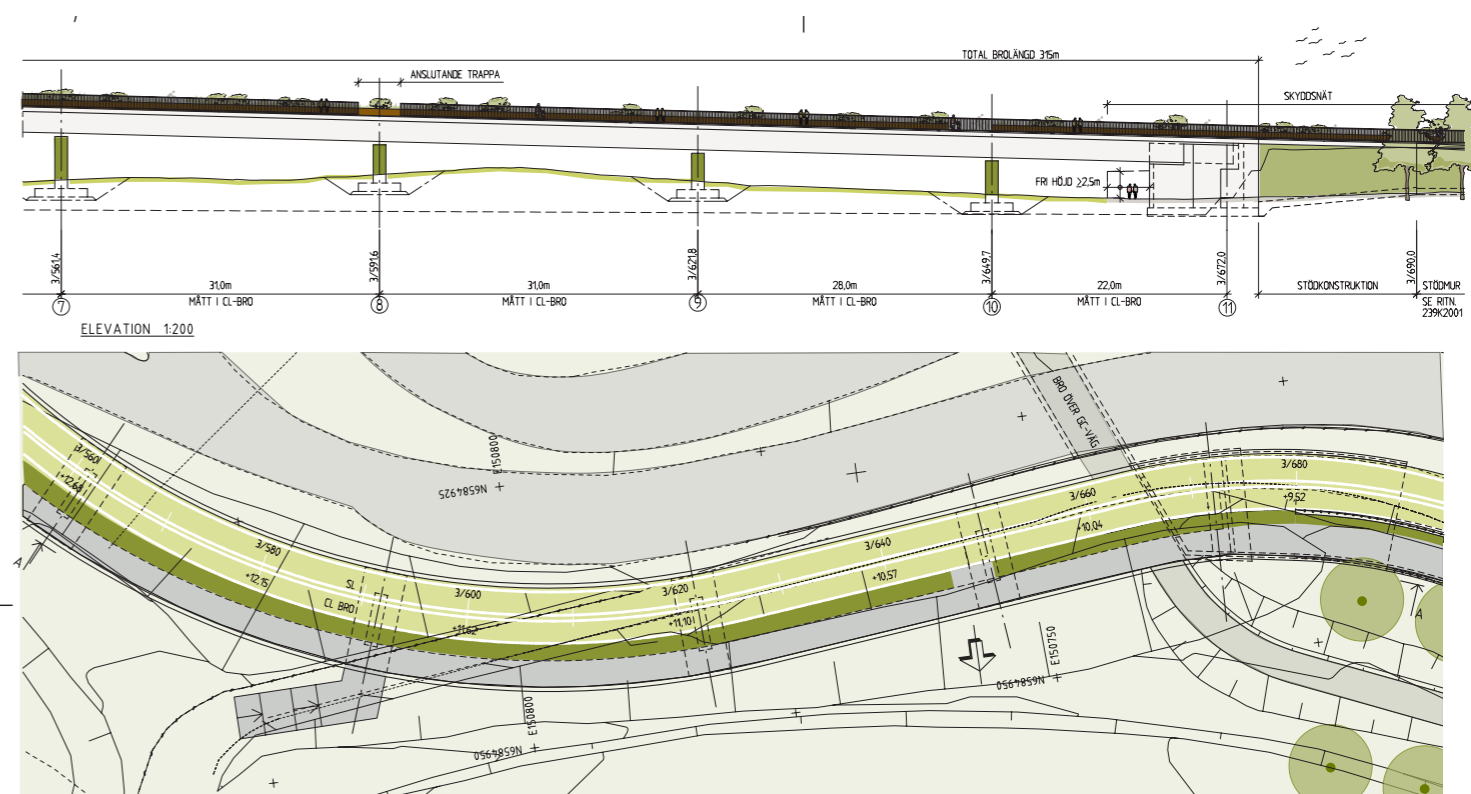 TOTAL BROLÄNGD 315m
ANSLUTANDE TRAPPA
SKYDDSNÄT
FRI HÖJD ≥2,5m
3/561,4
3/591,6
3/621,8
3/649,7
3/672,0
3/690,0
31,0m
31,0m
28,0m
22,0m
STÖDKONSTRUKTION
STÖDMUR
MÅTT I CL-BRO
MÅTT I CL-BRO
MÅTT I CL-BRO
MÅTT I CL-BRO
SE RITN.
239K2001
7
8
9
10
11
ELEVATION 1:200
BRO ÖVER GC-VÄG
E150800
N6584925
3/560
+12,68
3/580
+12,15
SL
CL BRO
3/600
+11,62
3/620
+11,10
3/640
+10,57
3/660
+10,04
3/680
+9,52
A
A
E150750
N6584950
E150800
N6584950